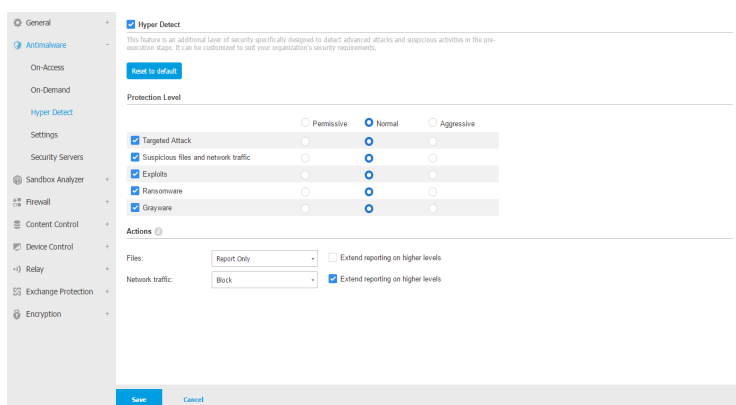 General +
Antimalware -
On-Access
On-Demand
Hyper Detect
Settings
Security Servers
Sandbox Analyzer +
Firewall +
Content Control +
Device Control +
Relay +
Exchange Protection +
Encryption +
Hyper Detect
This feature is an additional layer of security specifically designed to detect advanced attacks and suspicious activities in the pre-
execution stage. It can be customized to suit your organization's security requirements.
Reset to default
Protection Level
Permissive Normal Aggressive
Targeted Attack
Suspicious files and network traffic
Exploits
Ransomware
Grayware
Actions
Files: Report Only Extend reporting on higher levels
Network traffic: Block Extend reporting on higher levels
Save Cancel